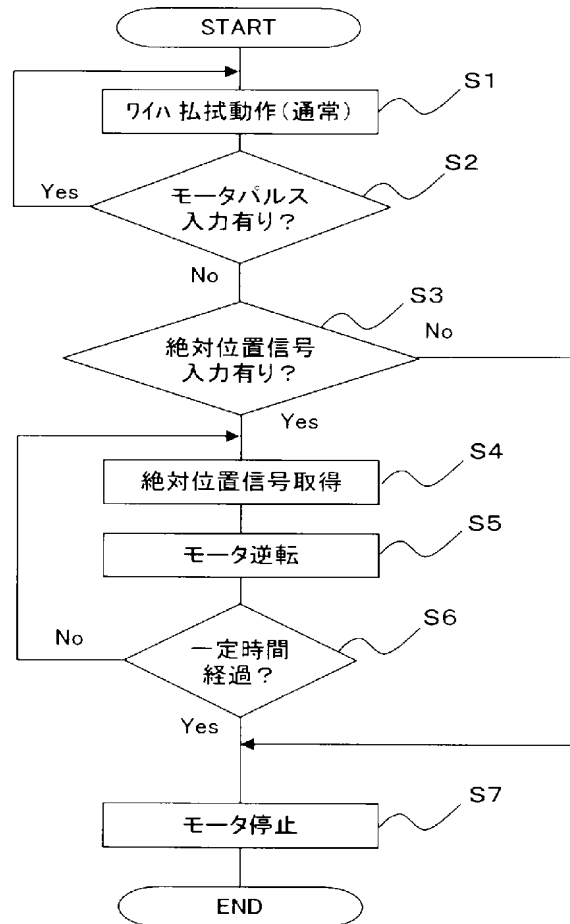 START
S1
ワイパ 払拭動作(通常)
S2
Yes
モータパルス
入力有り?
No
S3
No
絶対位置信号
入力有り?
Yes
S4
絶対位置信号取得
S5
モータ逆転
S6
No
一定時間
経過?
Yes
S7
モータ停止
END